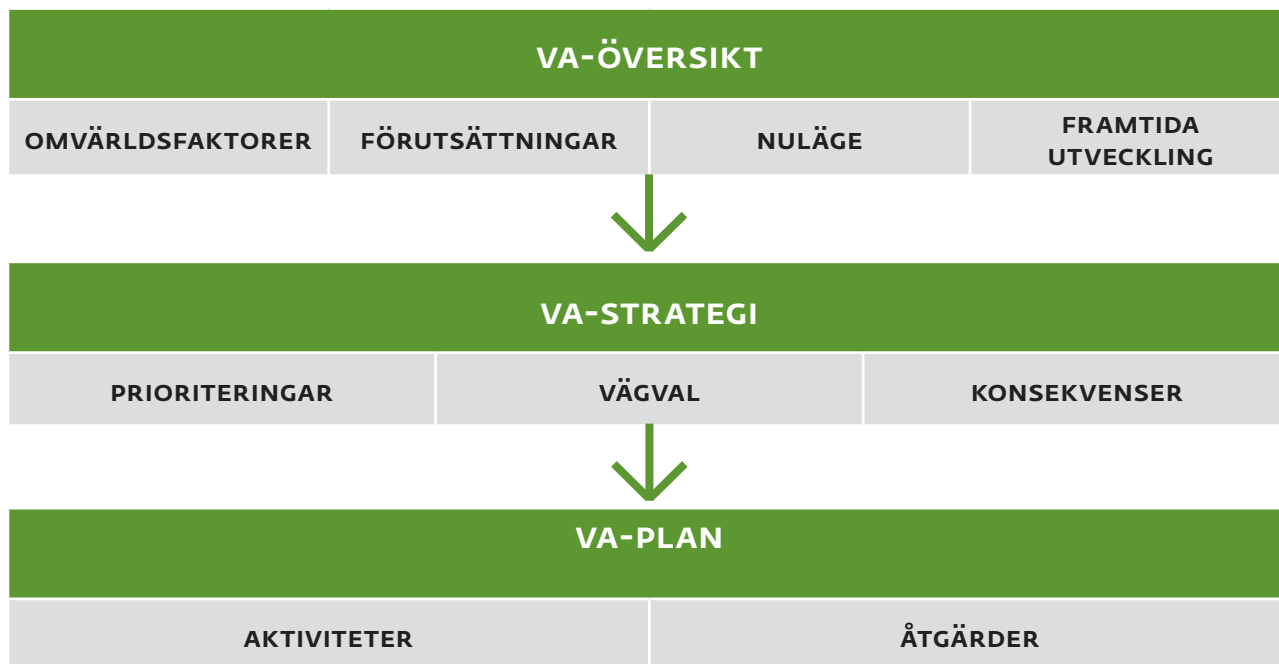 VA-ÖVERSIKT
OMVÄRLDSFAKTORER
FÖRUTSÄTTNINGAR
NULÄGE
FRAMTIDA
UTVECKLING
VA-STRATEGI
PRIORITERINGAR
VÄGVAL
KONSEKVENSER
VA-PLAN
AKTIVITETER
ÅTGÄRDER